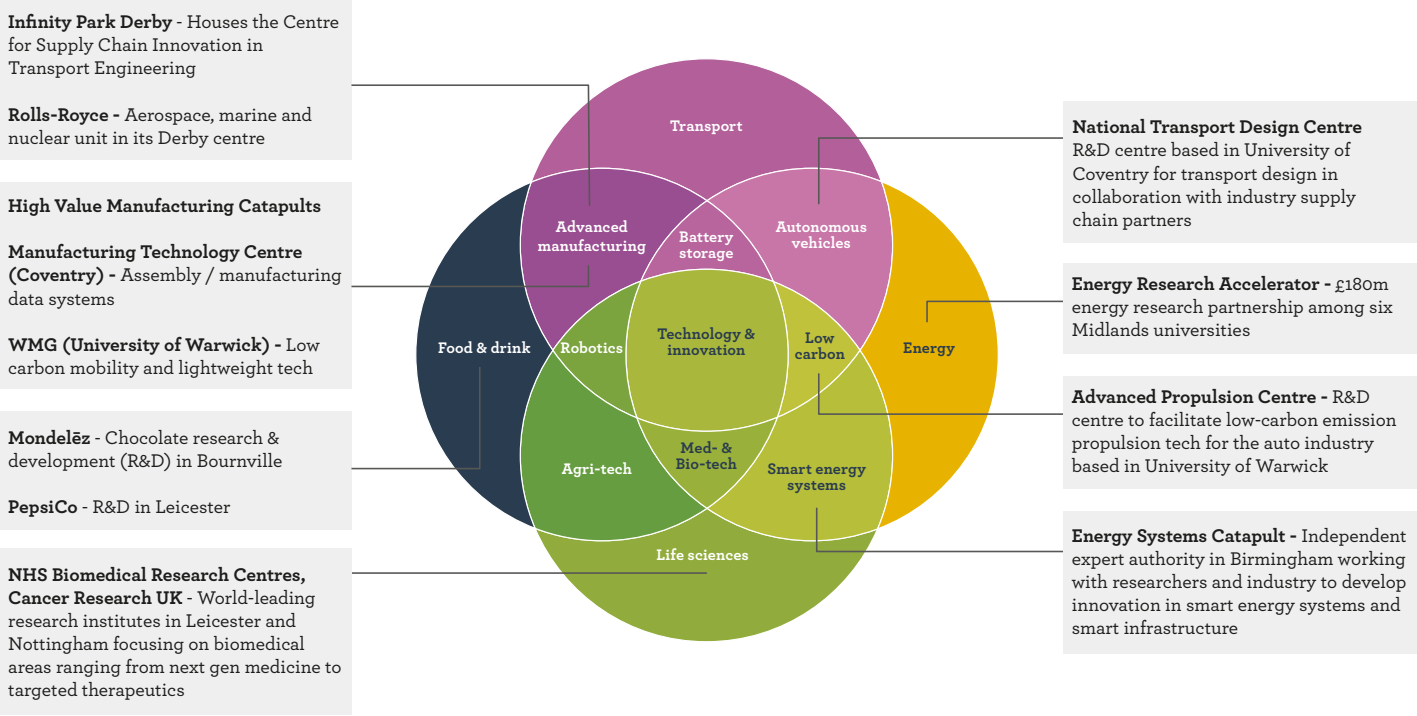 Infinity Park Derby - Houses the Centre
for Supply Chain Innovation in
Transport Engineering
Rolls-Royce - Aerospace, marine and
nuclear unit in its Derby centre
High Value Manufacturing Catapults
Manufacturing Technology Centre
(Coventry) - Assembly / manufacturing
data systems
WMG (University of Warwick) - Low
carbon mobility and lightweight tech
Mondelēz - Chocolate research &
development (R&D) in Bournville
PepsiCo - R&D in Leicester
NHS Biomedical Research Centres,
Cancer Research UK - World-leading
research institutes in Leicester and
Nottingham focusing on biomedical
areas ranging from next gen medicine to
targeted therapeutics
Transport
Advanced
manufacturing
Battery
storage
Autonomous
vehicles
Food & drink
Robotics
Technology &
innovation
Low
carbon
Energy
Agri-tech
Med- &
Bio-tech
Smart energy
systems
Life sciences
National Transport Design Centre
R&D centre based in University of
Coventry for transport design in
collaboration with industry supply
chain partners
Energy Research Accelerator - £180m
energy research partnership among six
Midlands universities
Advanced Propulsion Centre - R&D
centre to facilitate low-carbon emission
propulsion tech for the auto industry
based in University of Warwick
Energy Systems Catapult - Independent
expert authority in Birmingham working
with researchers and industry to develop
innovation in smart energy systems and
smart infrastructure